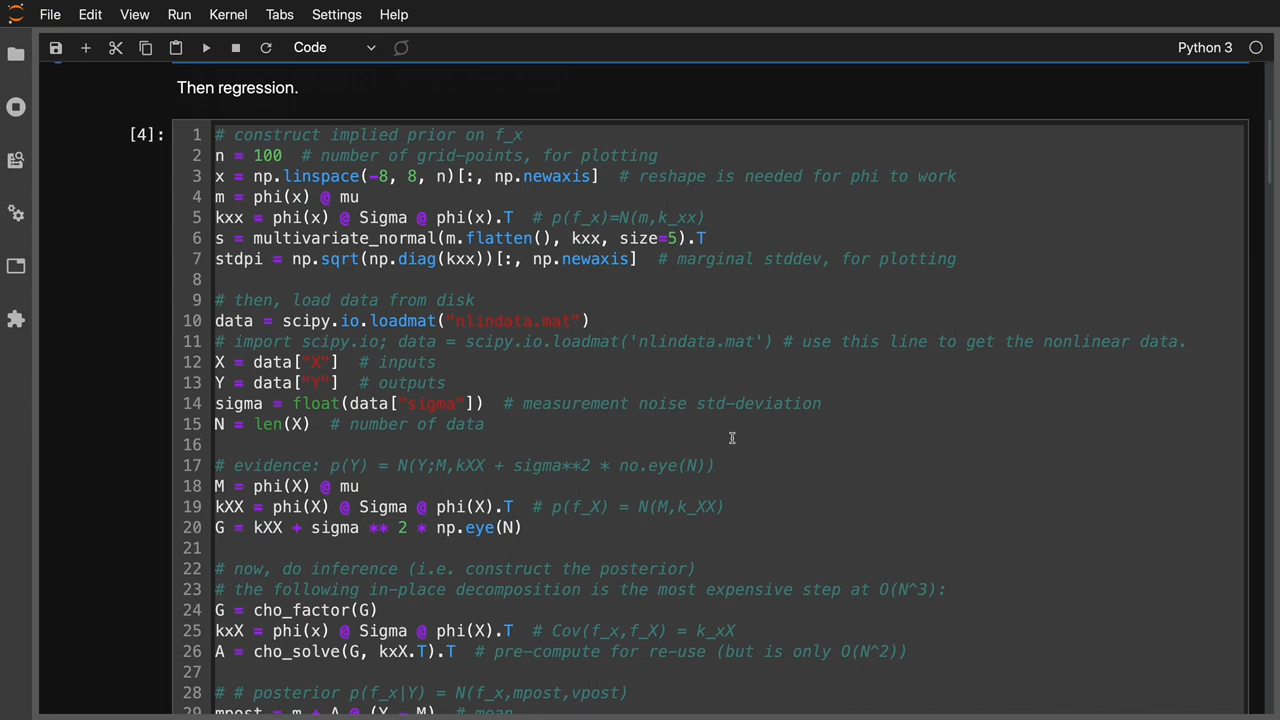 File Edit View Run Kernel Tabs Settings Help
Code Python 3
Then regression.
[4]:
1 # construct implied prior on f_x
2 n = 100  # number of grid-points, for plotting
3 x = np.linspace(-8, 8, n)[:, np.newaxis]  # reshape is needed for phi to work
4 m = phi(x) @ mu
5 kxx = phi(x) @ Sigma @ phi(x).T  # p(f_x)=N(m,k_xx)
6 s = multivariate_normal(m.flatten(), kxx, size=5).T
7 stdpi = np.sqrt(np.diag(kxx))[:, np.newaxis]  # marginal stddev, for plotting
8
9 # then, load data from disk
10 data = scipy.io.loadmat("nlindata.mat")
11 # import scipy.io; data = scipy.io.loadmat('nlindata.mat') # use this line to get the nonlinear data.
12 X = data["X"]  # inputs
13 Y = data["Y"]  # outputs
14 sigma = float(data["sigma"])  # measurement noise std-deviation
15 N = len(X)  # number of data
16
17 # evidence: p(Y) = N(Y;M,kXX + sigma**2 * no.eye(N))
18 M = phi(X) @ mu
19 kXX = phi(X) @ Sigma @ phi(X).T  # p(f_X) = N(M,k_XX)
20 G = kXX + sigma ** 2 * np.eye(N)
21
22 # now, do inference (i.e. construct the posterior)
23 # the following in-place decomposition is the most expensive step at O(N^3):
24 G = cho_factor(G)
25 kxX = phi(x) @ Sigma @ phi(X).T  # Cov(f_x,f_X) = k_xX
26 A = cho_solve(G, kxX.T).T  # pre-compute for re-use (but is only O(N^2))
27
28 # # posterior p(f_x|Y) = N(f_x,mpost,vpost)
29 mpost = m + A @ (Y - M)  # mean